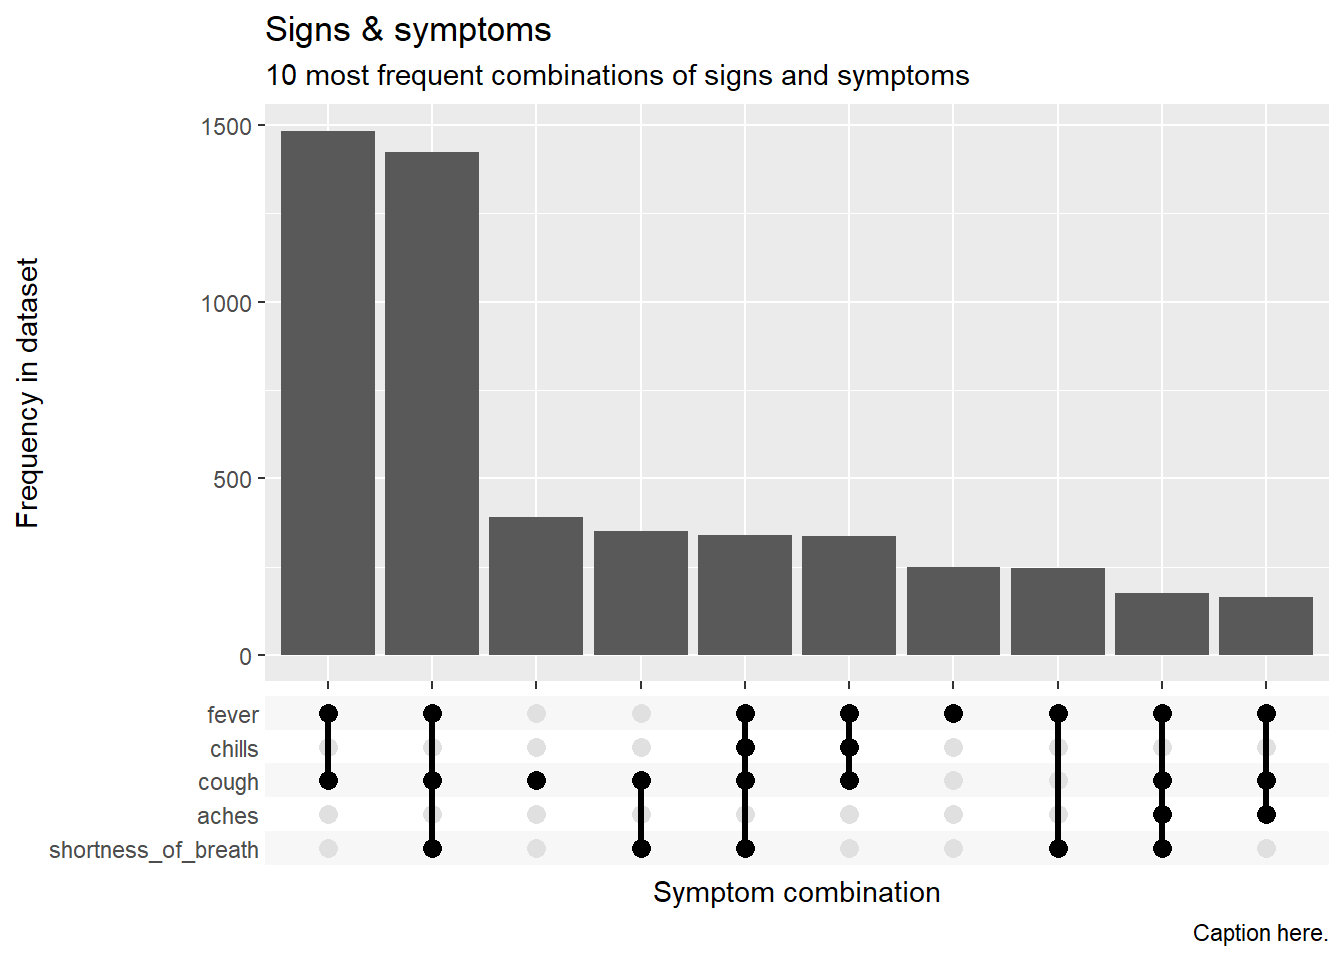 Signs & symptoms
10 most frequent combinations of signs and symptoms
Frequency in dataset
1500
1000
500
0
fever
chills
cough
aches
shortness_of_breath
Symptom combination
Caption here.